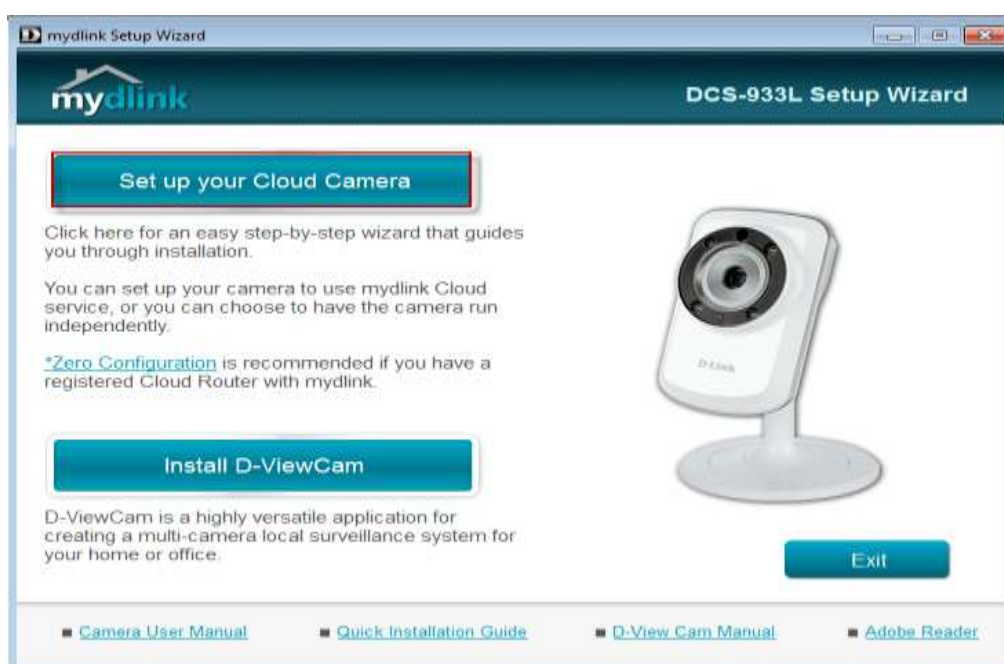 mydlink Setup Wizard
mydlink
DCS-933L Setup Wizard
Set up your Cloud Camera
Click here for an easy step-by-step wizard that guides
you through installation.
You can set up your camera to use mydlink Cloud
service, or you can choose to have the camera run
independently.
*Zero Configuration is recommended if you have a
registered Cloud Router with mydlink.
D-Link
Install D-ViewCam
D-ViewCam is a highly versatile application for
creating a multi-camera local surveillance system for
your home or office.
Exit
Camera User Manual
Quick Installation Guide
D-View Cam Manual
Adobe Reader